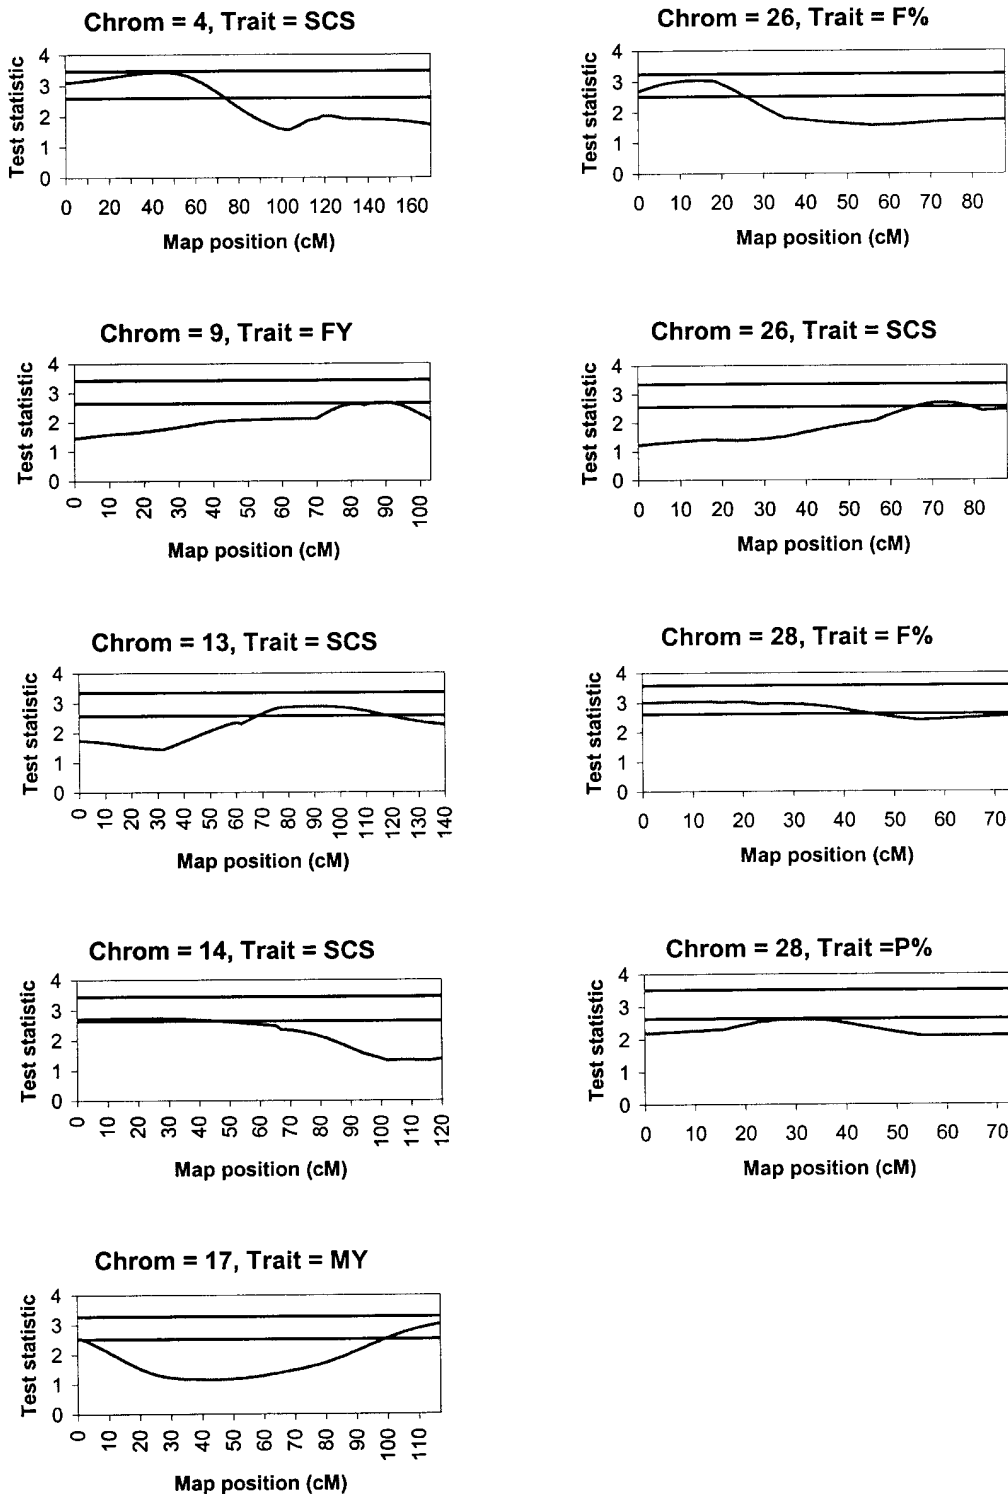 Chrom = 4, Trait = SCS
Test statistic
4
3
2
1
0
0 20 40 60 80 100 120 140 160
Map position (cM)
Chrom = 26, Trait = F%
Test statistic
4
3
2
1
0
0 10 20 30 40 50 60 70 80
Map position (cM)
Chrom = 9, Trait = FY
Test statistic
4
3
2
1
0
0 10 20 30 40 50 60 70 80 90 100
Map position (cM)
Chrom = 26, Trait = SCS
Test statistic
4
3
2
1
0
0 10 20 30 40 50 60 70 80
Map position (cM)
Chrom = 13, Trait = SCS
Test statistic
4
3
2
1
0
0 10 20 30 40 50 60 70 80 90 100 110 120 130 140
Map position (cM)
Chrom = 28, Trait = F%
Test statistic
4
3
2
1
0
0 10 20 30 40 50 60 70
Map position (cM)
Chrom = 14, Trait = SCS
Test statistic
4
3
2
1
0
0 10 20 30 40 50 60 70 80 90 100 110 120
Map position (cM)
Chrom = 28, Trait =P%
Test statistic
4
3
2
1
0
0 10 20 30 40 50 60 70
Map position (cM)
Chrom = 17, Trait = MY
Test statistic
4
3
2
1
0
0 10 20 30 40 50 60 70 80 90 100 110
Map position (cM)